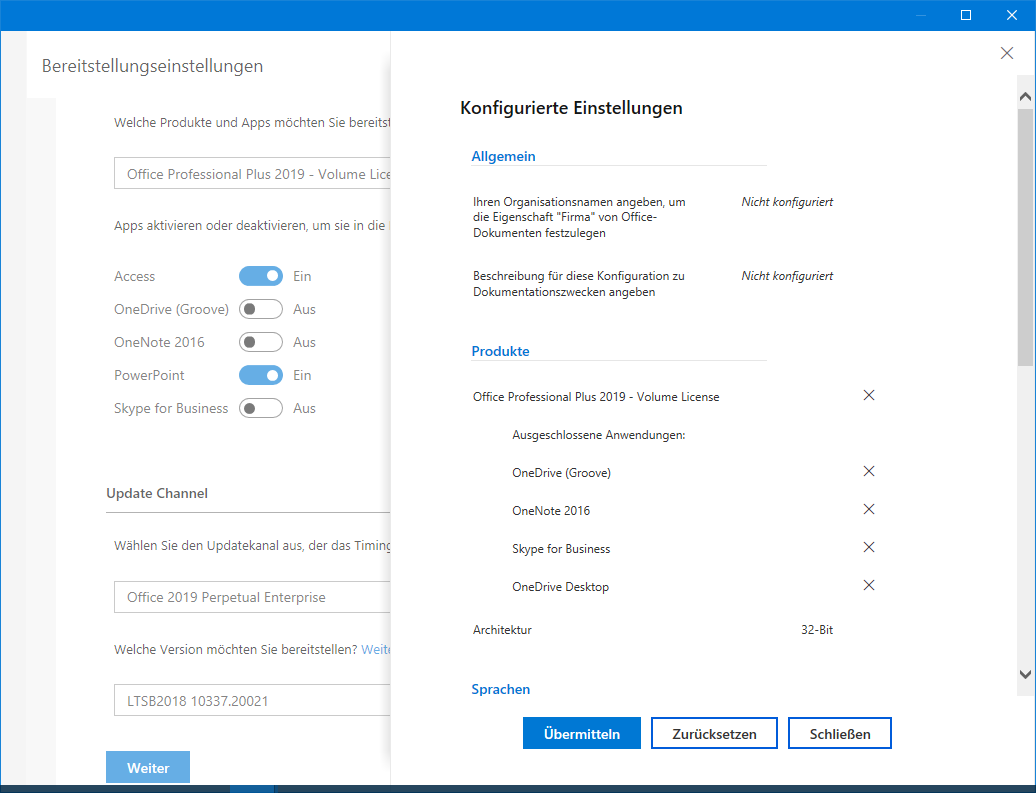 Bereitstellungseinstellungen
Welche Produkte und Apps möchten Sie bereitst
Office Professional Plus 2019 - Volume Lice
Apps aktivieren oder deaktivieren, um sie in die
Access Ein
OneDrive (Groove) Aus
OneNote 2016 Aus
PowerPoint Ein
Skype for Business Aus
Update Channel
Wählen Sie den Updatekanal aus, der das Timing
Office 2019 Perpetual Enterprise
Welche Version möchten Sie bereitstellen? Weite
LTSB2018 10337.20021
Weiter
Konfigurierte Einstellungen
Allgemein
Ihren Organisationsnamen angeben, um Nicht konfiguriert
die Eigenschaft "Firma" von Office-
Dokumenten festzulegen
Beschreibung für diese Konfiguration zu Nicht konfiguriert
Dokumentationszwecken angeben
Produkte
Office Professional Plus 2019 - Volume License
Ausgeschlossene Anwendungen:
OneDrive (Groove)
OneNote 2016
Skype for Business
OneDrive Desktop
Architektur 32-Bit
Sprachen
Übermitteln Zurücksetzen Schließen